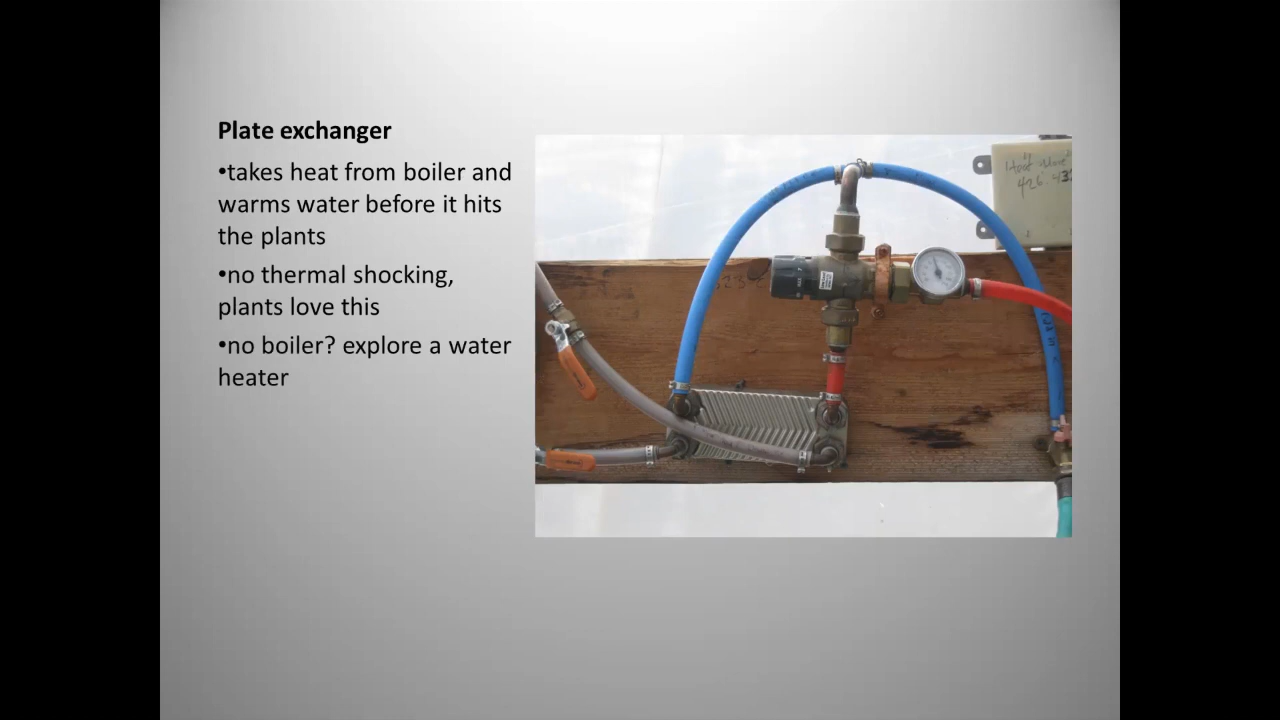 Plate exchanger
•takes heat from boiler and
warms water before it hits
the plants
•no thermal shocking,
plants love this
•no boiler? explore a water
heater